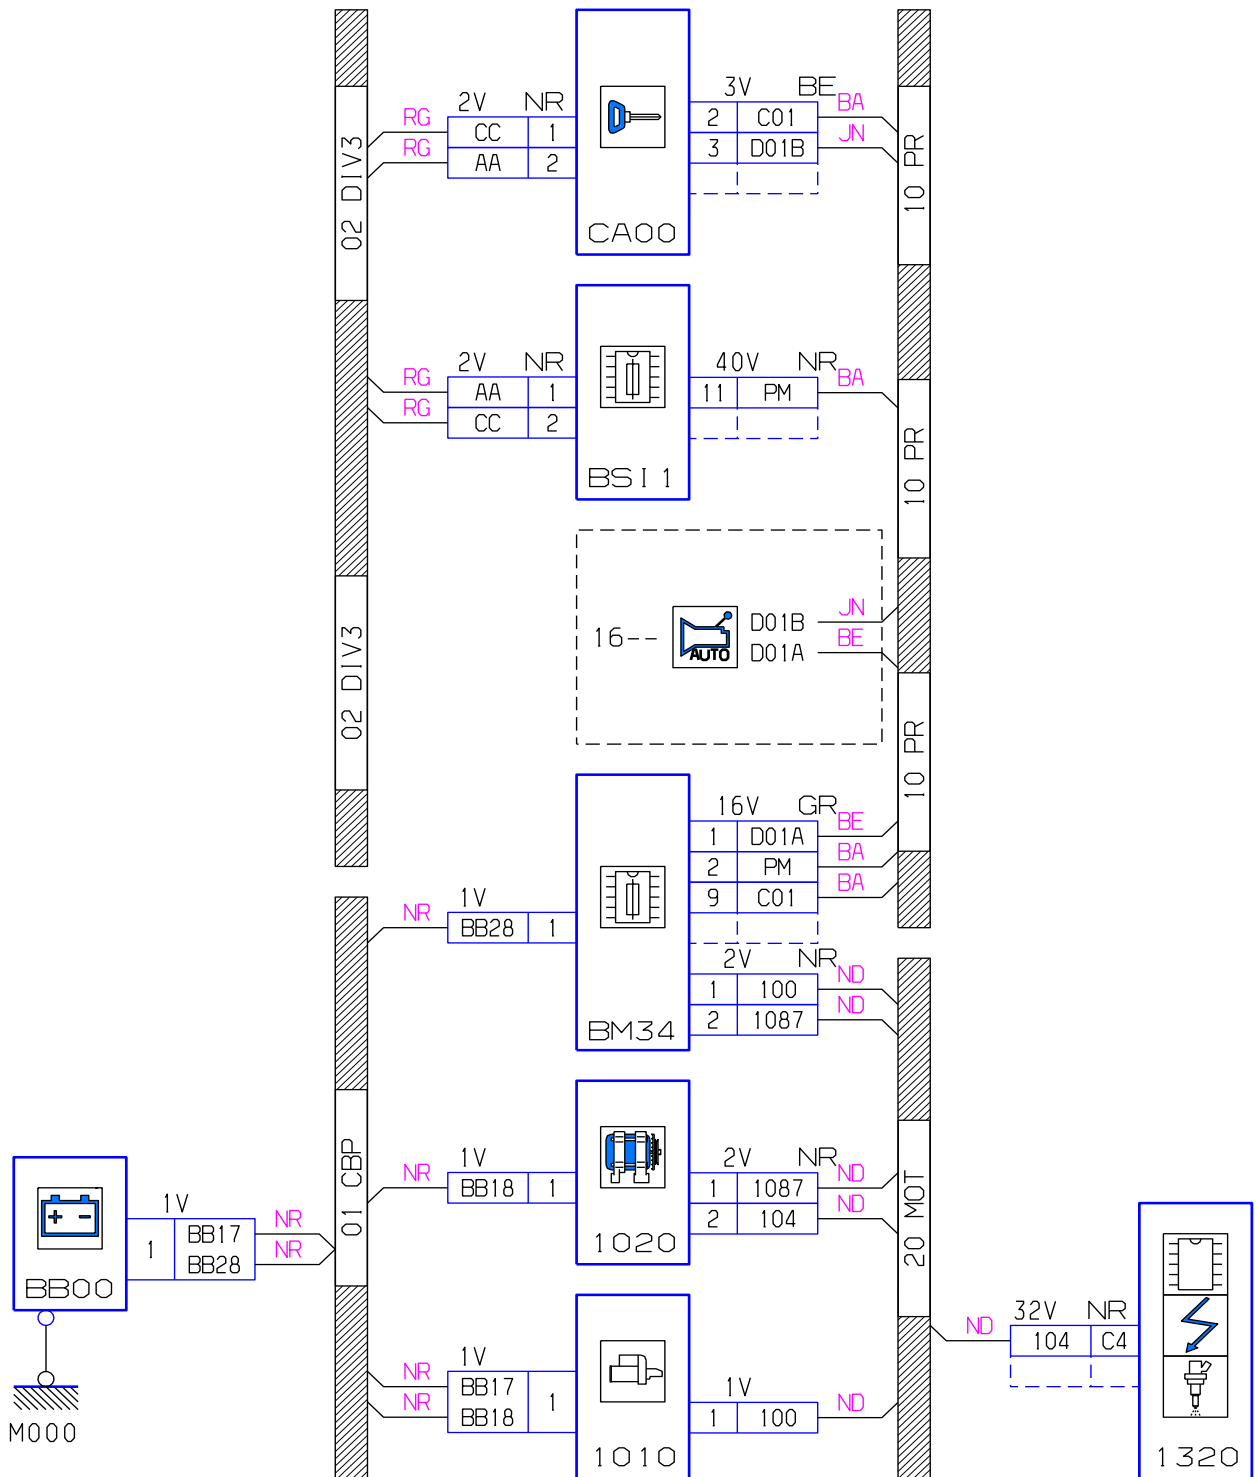 3V BE
2V NR
RG CC 1
2 C01 BA
RG AA 2
3 D01B JN
02 DIV3
10 PR
CA00
2V NR
40V NR
RG AA 1
11 PM BA
RG CC 2
10 PR
BSI1
16-- AUTO
D01B JN
D01A BE
02 DIV3
10 PR
16V GR
1 D01A BE
2 PM BA
9 C01 BA
1V
NR BB28 1
2V NR
1 100 ND
2 1087 ND
BM34
01 CBP
1V
NR BB18 1
2V NR
1 1087 ND
2 104 ND
20 MOT
1020
+ -
1V
1 BB17 NR
BB28 NR
BB00
M000
1V
NR BB17 1
NR BB18
1V
1 100 ND
1010
32V NR
ND 104 C4
1320